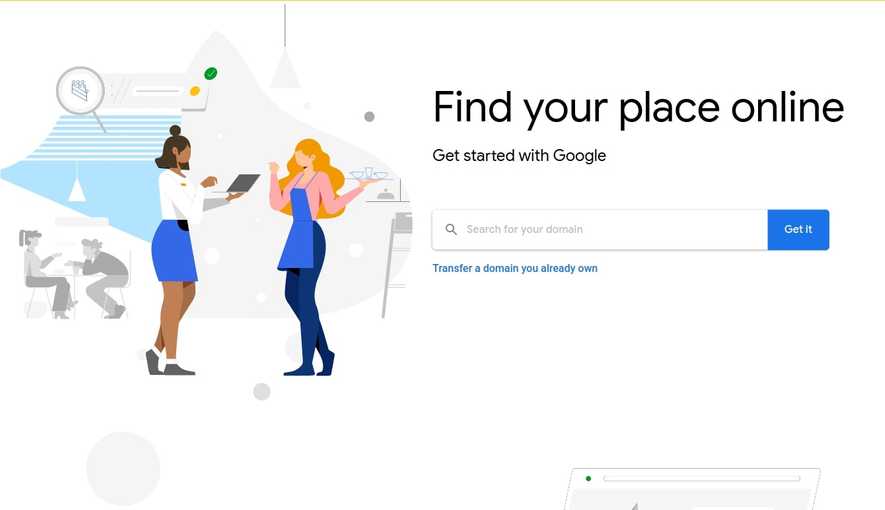 Find your place online
Get started with Google
Search for your domain
Get it
Transfer a domain you already own